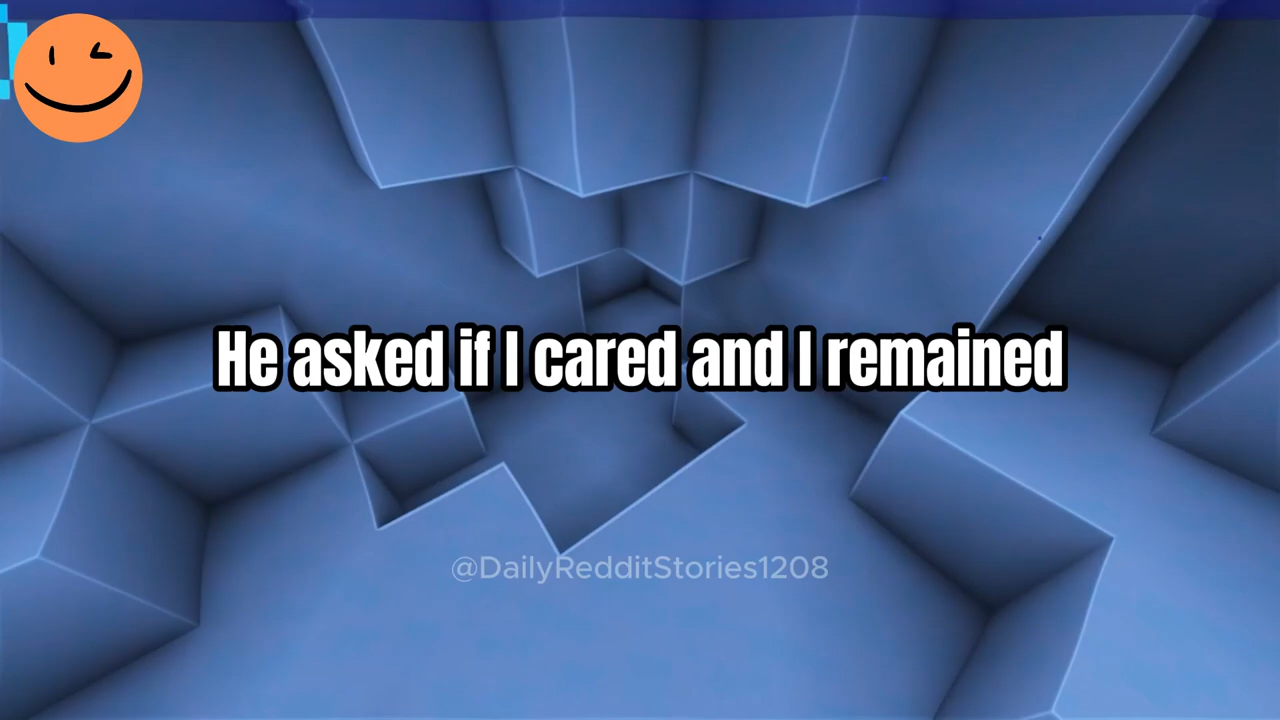 He asked if I cared and I remained
@DailyRedditStories1208